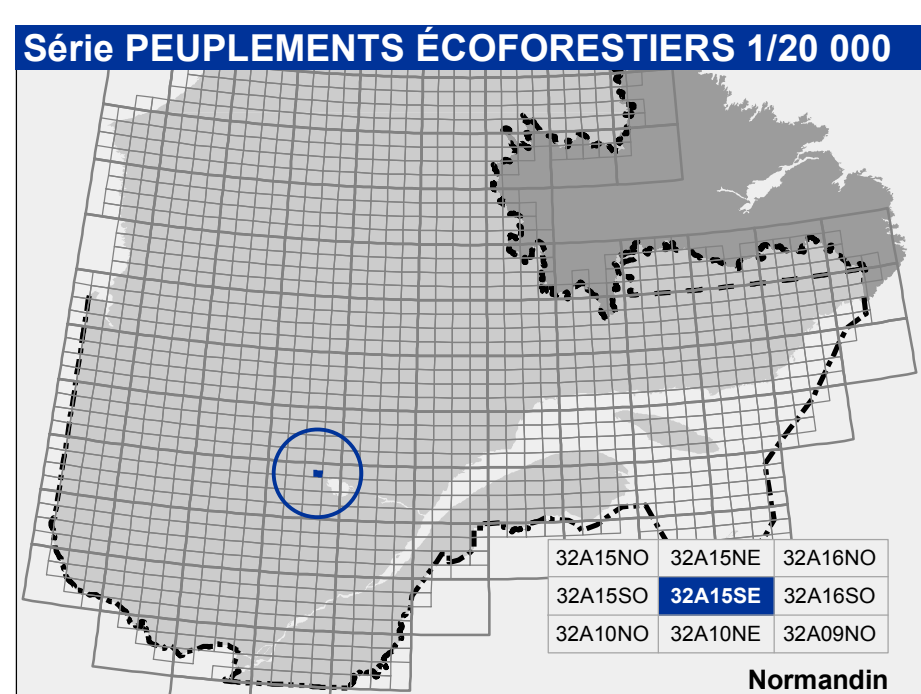 Série PEUPLEMENTS ÉCOFORESTIERS 1/20 000
32A15NO 32A15NE 32A16NO
32A15SO 32A15SE 32A16SO
32A10NO 32A10NE 32A09NO
Normandin